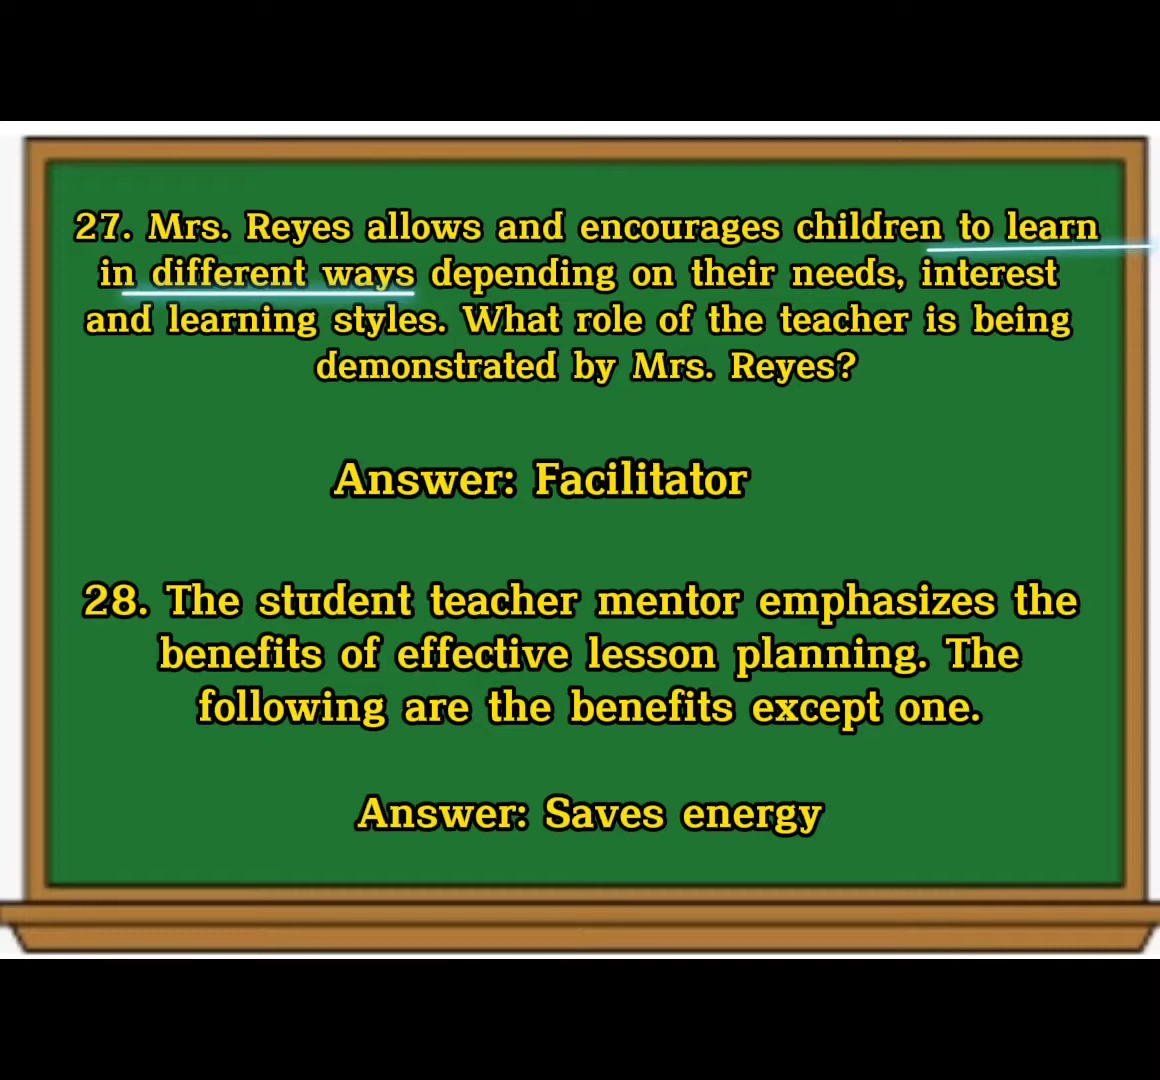 27. Mrs. Reyes allows and encourages children to learn
in different ways depending on their needs, interest
and learning styles. What role of the teacher is being
demonstrated by Mrs. Reyes?
Answer: Facilitator
28. The student teacher mentor emphasizes the
benefits of effective lesson planning. The
following are the benefits except one.
Answer: Saves energy